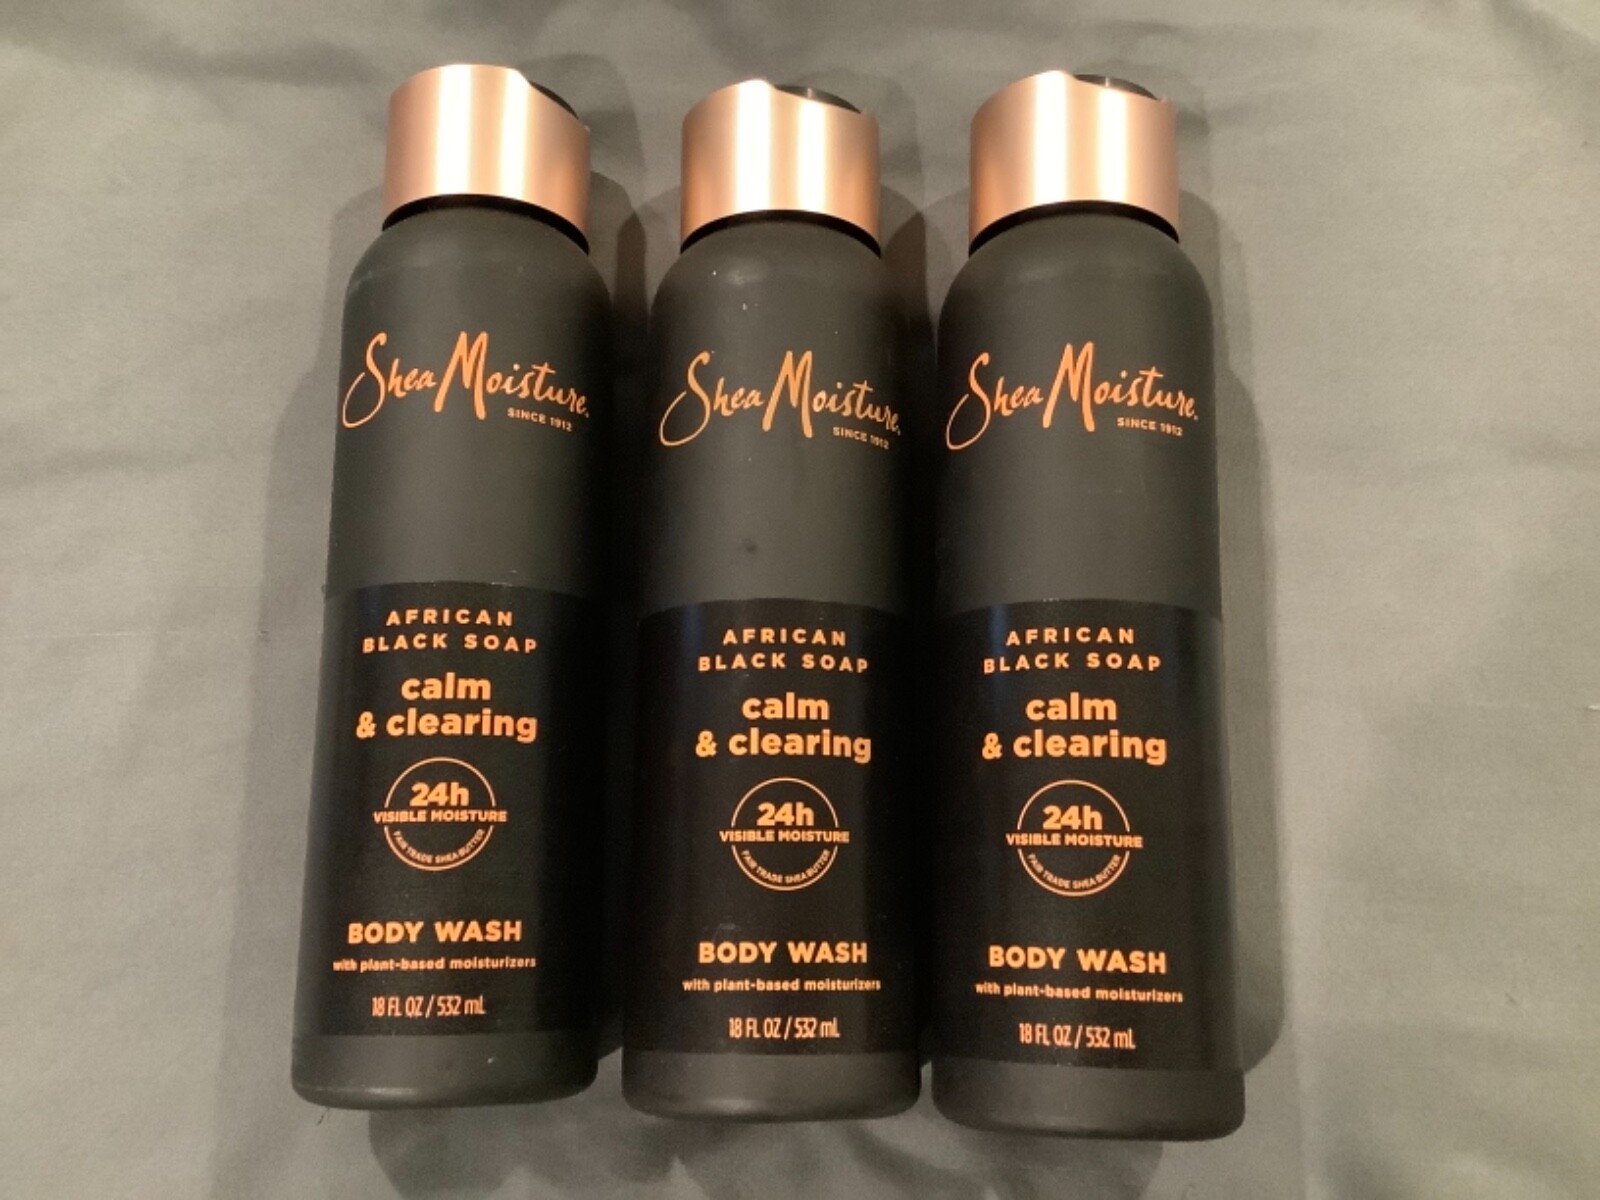 SheaMoisture
SINCE 1912
AFRICAN
BLACK SOAP
calm
& clearing
24h
VISIBLE MOISTURE
FAIR TRADE SHEA BUTTER
BODY WASH
with plant-based moisturizers
18 FL OZ / 532 mL
SheaMoisture
SINCE 1912
AFRICAN
BLACK SOAP
calm
& clearing
24h
VISIBLE MOISTURE
FAIR TRADE SHEA BUTTER
BODY WASH
with plant-based moisturizers
18 FL OZ / 532 mL
SheaMoisture
SINCE 1912
AFRICAN
BLACK SOAP
calm
& clearing
24h
VISIBLE MOISTURE
FAIR TRADE SHEA BUTTER
BODY WASH
with plant-based moisturizers
18 FL OZ / 532 mL